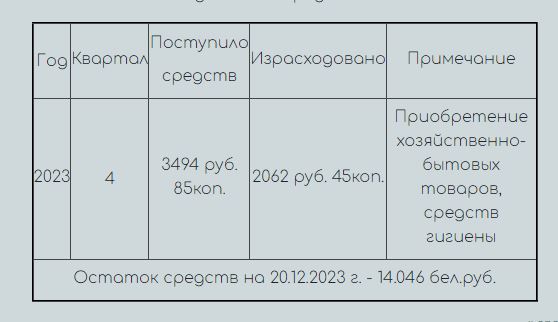 Год
Квартал
Поступило
средств
Израсходовано
Примечание
2023
4
3494 руб.
85коп.
2062 руб. 45коп.
Приобретение
хозяйственно-
бытовых
товаров,
средств
гигиены
Остаток средств на 20.12.2023 г. - 14.046 бел.руб.